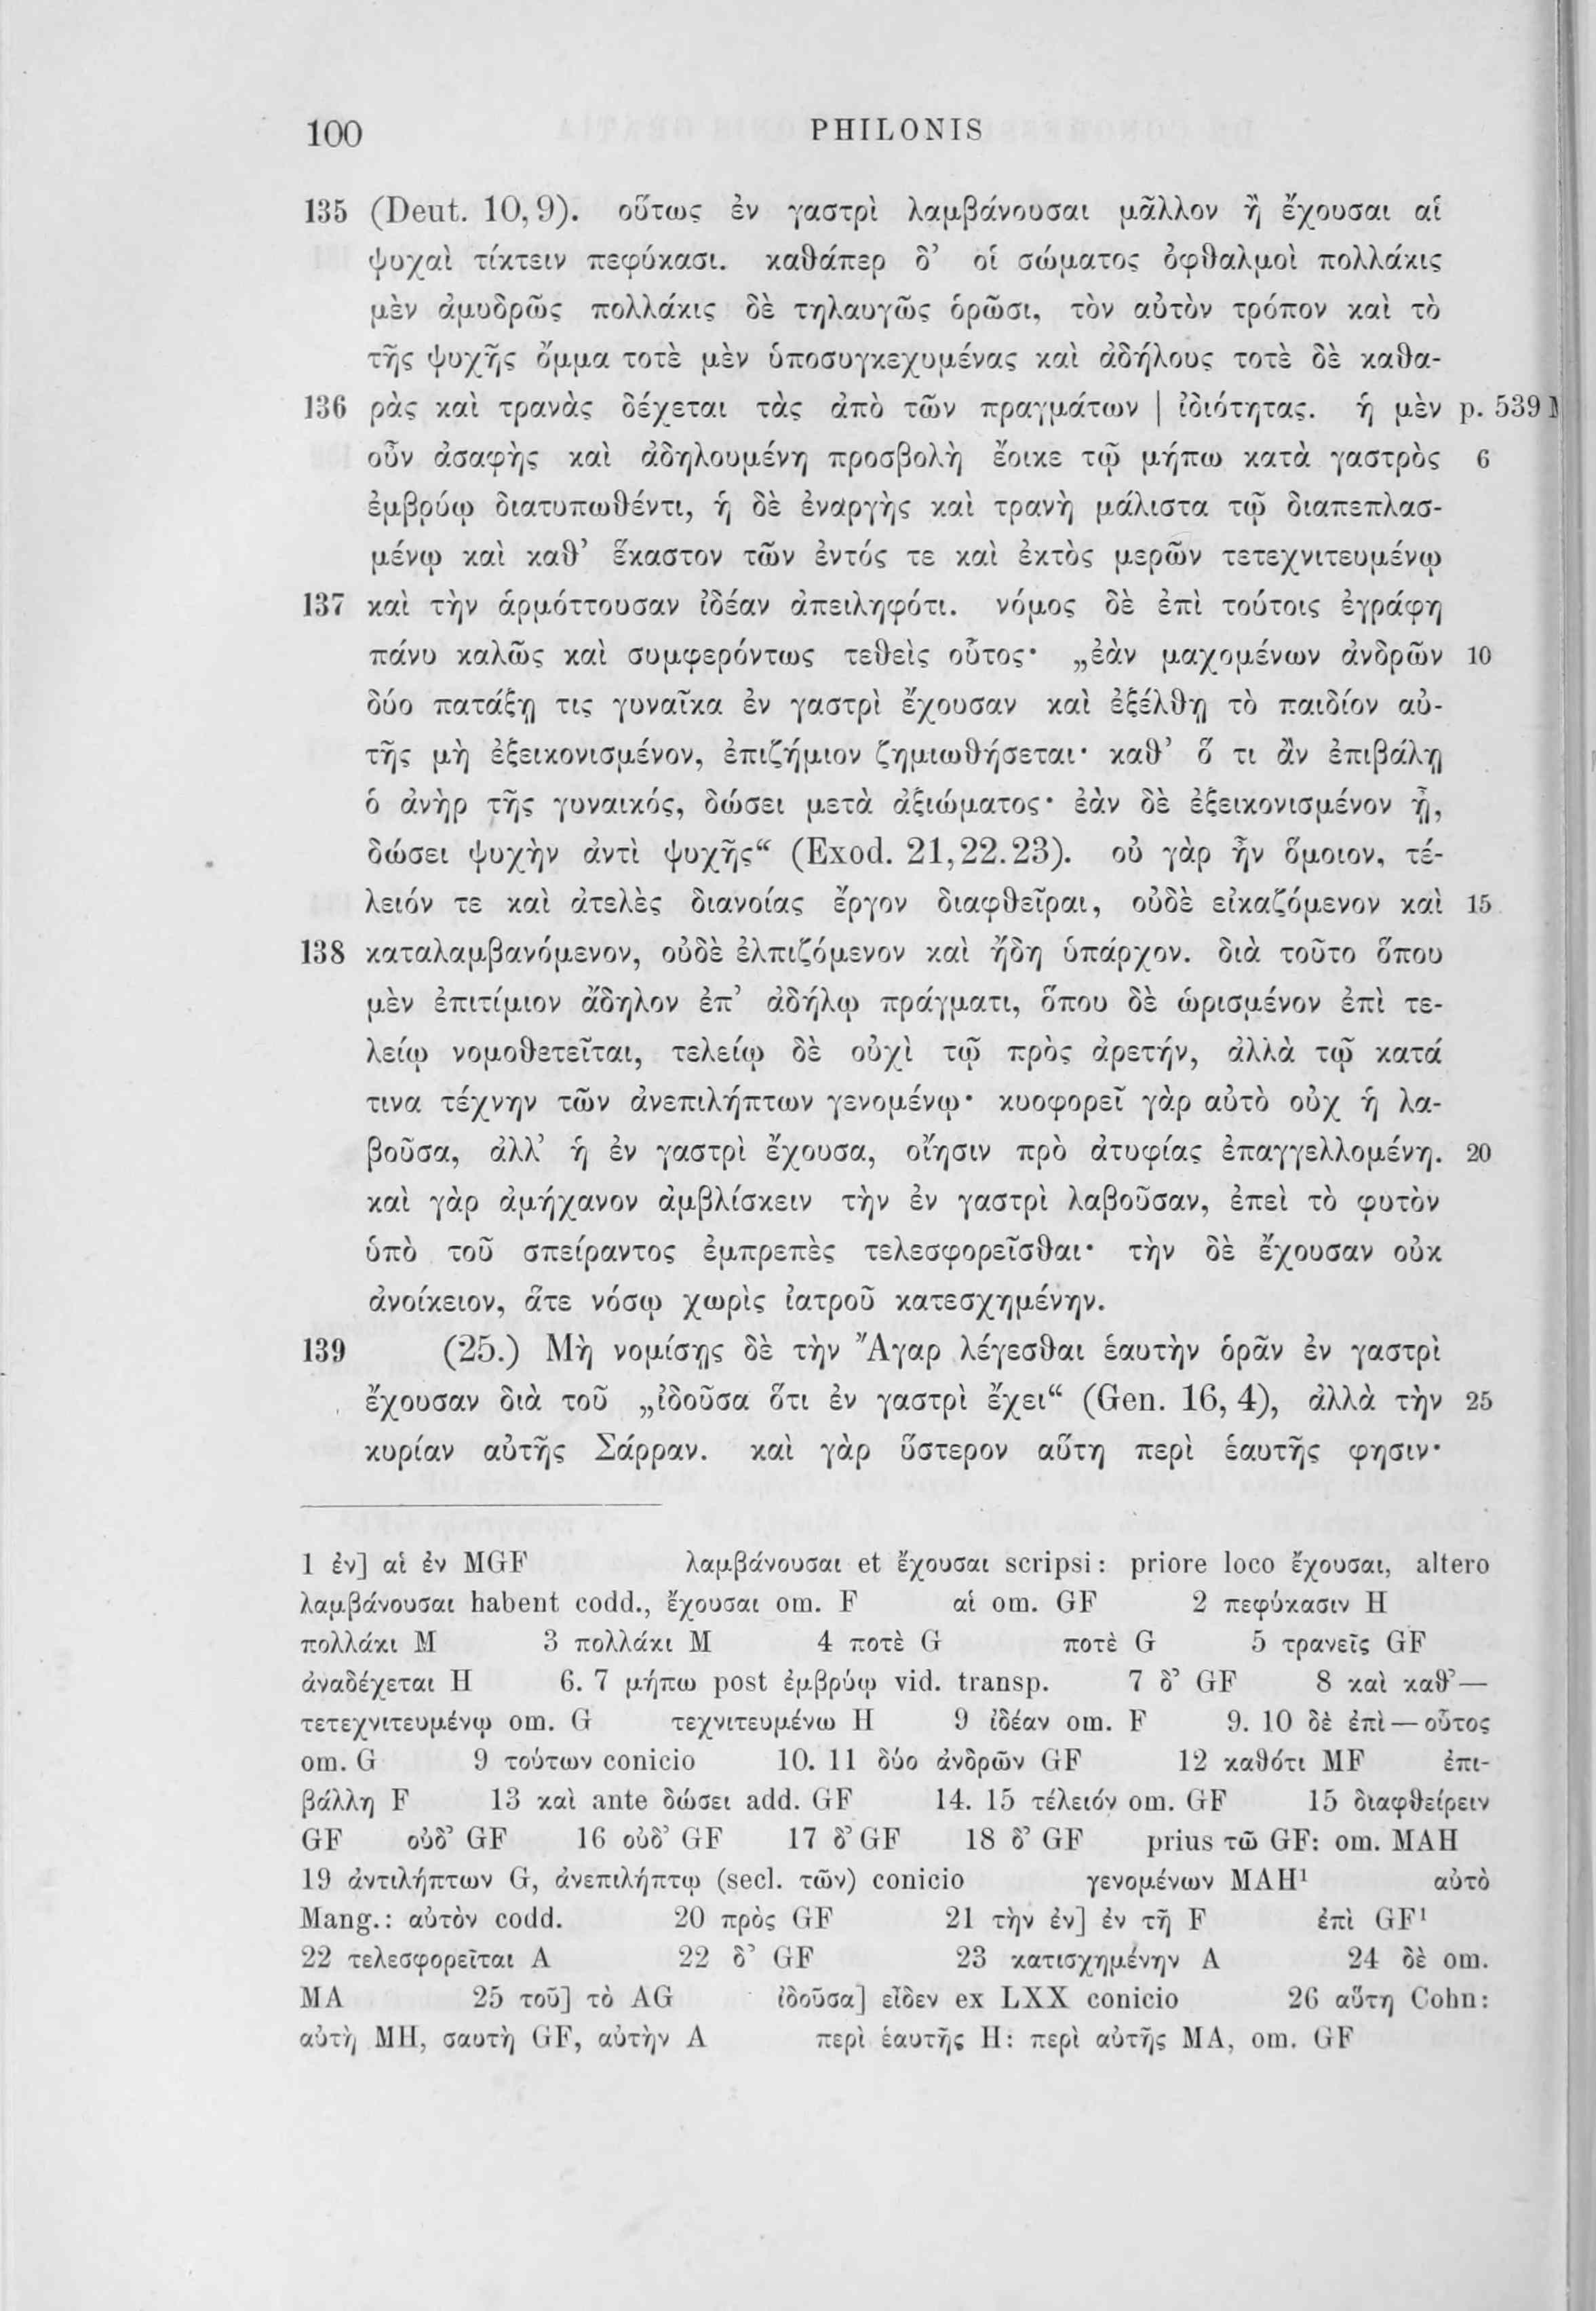 100 PHILONIS
135 (Deut. 10,9). οὕτως ἐν γαστρὶ λαμβάνουσαι μᾶλλον ἢ ἔχουσαι αἱ
ψυχαὶ τίκτειν πεφύκασι. καθάπερ δ’ οἱ σώματος ὀφθαλμοὶ πολλάκις
μὲν ἀμυδρῶς πολλάκις δὲ τηλαυγῶς ὁρῶσι, τὸν αὐτὸν τρόπον καὶ τὸ
τῆς ψυχῆς ὄμμα τοτὲ μὲν ὑποσυγκεχυμένας καὶ ἀδήλους τοτὲ δὲ καθα-
136 ρὰς καὶ τρανὰς δέχεται τὰς ἀπὸ τῶν πραγμάτων | ἰδιότητας. ἡ μὲν p. 539 M
οὖν ἀσαφὴς καὶ ἀδηλουμένη προσβολὴ ἔοικε τῷ μήπω κατὰ γαστρὸς 6
ἐμβρύῳ διατυπωθέντι, ἡ δὲ ἐναργὴς καὶ τρανὴ μάλιστα τῷ διαπεπλασ-
μένῳ καὶ καθ’ ἕκαστον τῶν ἐντός τε καὶ ἐκτὸς μερῶν τετεχνιτευμένῳ
137 καὶ τὴν ἁρμόττουσαν ἰδέαν ἀπειληφότι. νόμος δὲ ἐπὶ τούτοις ἐγράφη
πάνυ καλῶς καὶ συμφερόντως τεθεὶς οὗτος· „ἐὰν μαχομένων ἀνδρῶν 10
δύο πατάξῃ τις γυναῖκα ἐν γαστρὶ ἔχουσαν καὶ ἐξέλθῃ τὸ παιδίον αὐ-
τῆς μὴ ἐξεικονισμένον, ἐπιζήμιον ζημιωθήσεται· καθ’ ὅ τι ἂν ἐπιβάλῃ
ὁ ἀνὴρ τῆς γυναικός, δώσει μετὰ ἀξιώματος· ἐὰν δὲ ἐξεικονισμένον ᾖ,
δώσει ψυχὴν ἀντὶ ψυχῆς“ (Exod. 21,22.23). οὐ γὰρ ἦν ὅμοιον, τέ-
λειόν τε καὶ ἀτελὲς διανοίας ἔργον διαφθεῖραι, οὐδὲ εἰκαζόμενον καὶ 15
138 καταλαμβανόμενον, οὐδὲ ἐλπιζόμενον καὶ ἤδη ὑπάρχον. διὰ τοῦτο ὅπου
μὲν ἐπιτίμιον ἄδηλον ἐπ’ ἀδήλῳ πράγματι, ὅπου δὲ ὡρισμένον ἐπὶ τε-
λείῳ νομοθετεῖται, τελείῳ δὲ οὐχὶ τῷ πρὸς ἀρετήν, ἀλλὰ τῷ κατά
τινα τέχνην τῶν ἀνεπιλήπτων γενομένῳ· κυοφορεῖ γὰρ αὐτὸ οὐχ ἡ λα-
βοῦσα, ἀλλ’ ἡ ἐν γαστρὶ ἔχουσα, οἴησιν πρὸ ἀτυφίας ἐπαγγελλομένη. 20
καὶ γὰρ ἀμήχανον ἀμβλίσκειν τὴν ἐν γαστρὶ λαβοῦσαν, ἐπεὶ τὸ φυτὸν
ὑπὸ τοῦ σπείραντος ἐμπρεπὲς τελεσφορεῖσθαι· τὴν δὲ ἔχουσαν οὐκ
ἀνοίκειον, ἅτε νόσῳ χωρὶς ἰατροῦ κατεσχημένην.
139 (25.) Μὴ νομίσῃς δὲ τὴν Ἄγαρ λέγεσθαι ἑαυτὴν ὁρᾶν ἐν γαστρὶ
ἔχουσαν διὰ τοῦ „ἰδοῦσα ὅτι ἐν γαστρὶ ἔχει“ (Gen. 16, 4), ἀλλὰ τὴν 25
κυρίαν αὐτῆς Σάρραν. καὶ γὰρ ὕστερον αὕτη περὶ ἑαυτῆς φησιν·
1 ἐν] αἱ ἐν MGF λαμβάνουσαι et ἔχουσαι scripsi: priore loco ἔχουσαι, altero
λαμβάνουσαι habent codd., ἔχουσαι om. F αἱ om. GF 2 πεφύκασιν H
πολλάκι M 3 πολλάκι M 4 ποτὲ G ποτὲ G 5 τρανεῖς GF
ἀναδέχεται H 6. 7 μήπω post ἐμβρύῳ vid. transp. 7 δ’ GF 8 καὶ καθ’ —
τετεχνιτευμένῳ om. G τεχνιτευμένω H 9 ἰδέαν om. F 9. 10 δὲ ἐπὶ — οὗτος
om. G 9 τούτων conicio 10. 11 δύο ἀνδρῶν GF 12 καθότι MF ἐπι-
βάλλη F 13 καὶ ante δώσει add. GF 14. 15 τέλειόν om. GF 15 διαφθείρειν
GF οὐδ’ GF 16 οὐδ’ GF 17 δ’ GF 18 δ’ GF prius τῶ GF: om. MAH
19 ἀντιλήπτων G, ἀνεπιλήπτῳ (secl. τῶν) conicio γενομένων MAH¹ αὐτὸ
Mang.: αὐτὸν codd. 20 πρὸς GF 21 τὴν ἐν] ἐν τῆ F ἐπὶ GF¹
22 τελεσφορεῖται A 22 δ’ GF 23 κατισχημένην A 24 δὲ om.
MA 25 τοῦ] τὸ AG ἰδοῦσα] εἶδεν ex LXX conicio 26 αὕτη Cohn:
αὐτὴ MH, σαυτὴ GF, αὐτὴν A περὶ ἑαυτῆς H: περὶ αὐτῆς MA, om. GF